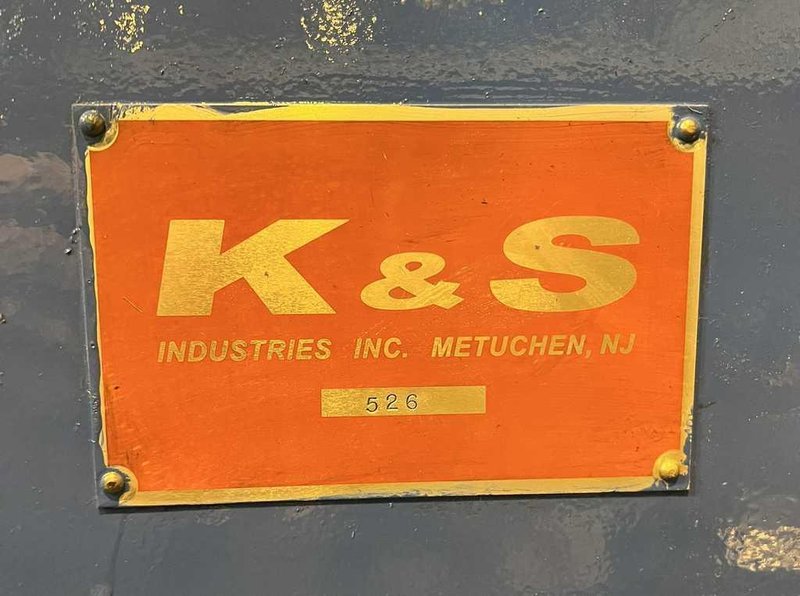 K & S
INDUSTRIES INC. METUCHEN, NJ
526